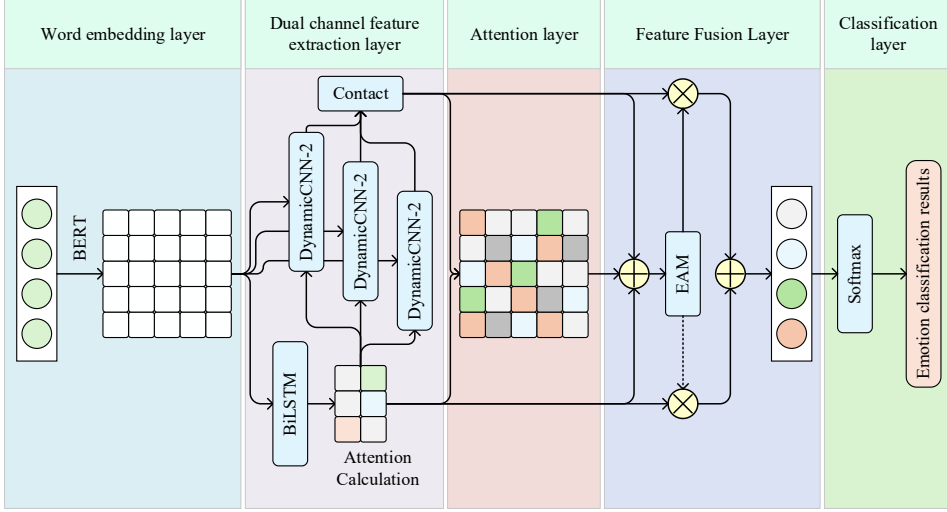 Word embedding layer
Dual channel feature
extraction layer
Attention layer
Feature Fusion Layer
Classification
layer
Contact
BERT
DynamicCNN-2
DynamicCNN-2
DynamicCNN-2
BiLSTM
Attention
Calculation
EAM
Softmax
Emotion classification results